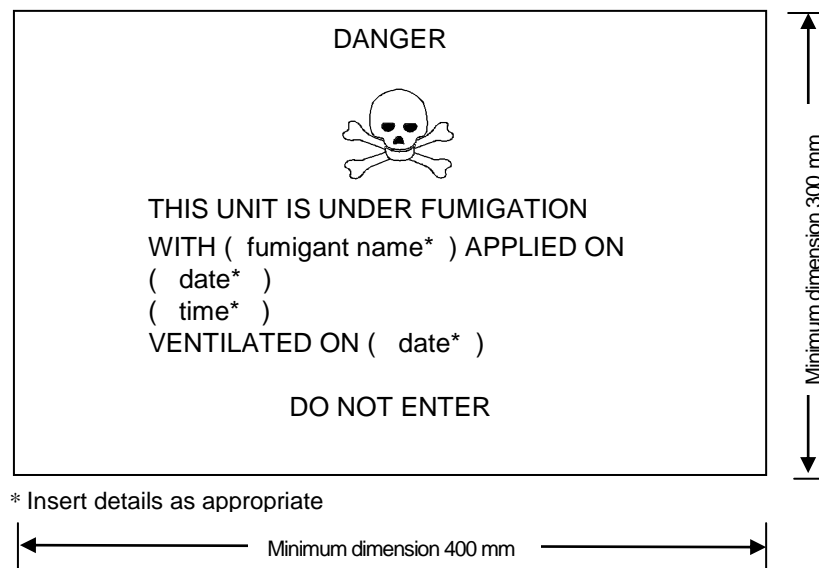 DANGER
THIS UNIT IS UNDER FUMIGATION
WITH ( fumigant name* ) APPLIED ON
( date* )
( time* )
VENTILATED ON ( date* )
DO NOT ENTER
Minimum dimension 300 mm
* Insert details as appropriate
Minimum dimension 400 mm